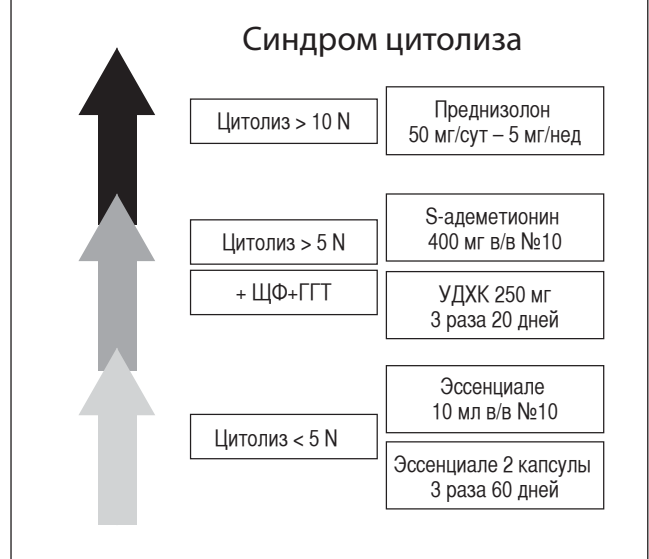 Синдром цитолиза
Цитолиз > 10 N
Преднизолон
50 мг/сут – 5 мг/нед
Цитолиз > 5 N
S-адеметионин
400 мг в/в №10
+ ЩФ+ГГТ
УДХК 250 мг
3 раза 20 дней
Цитолиз < 5 N
Эссенциале
10 мл в/в №10
Эссенциале 2 капсулы
3 раза 60 дней